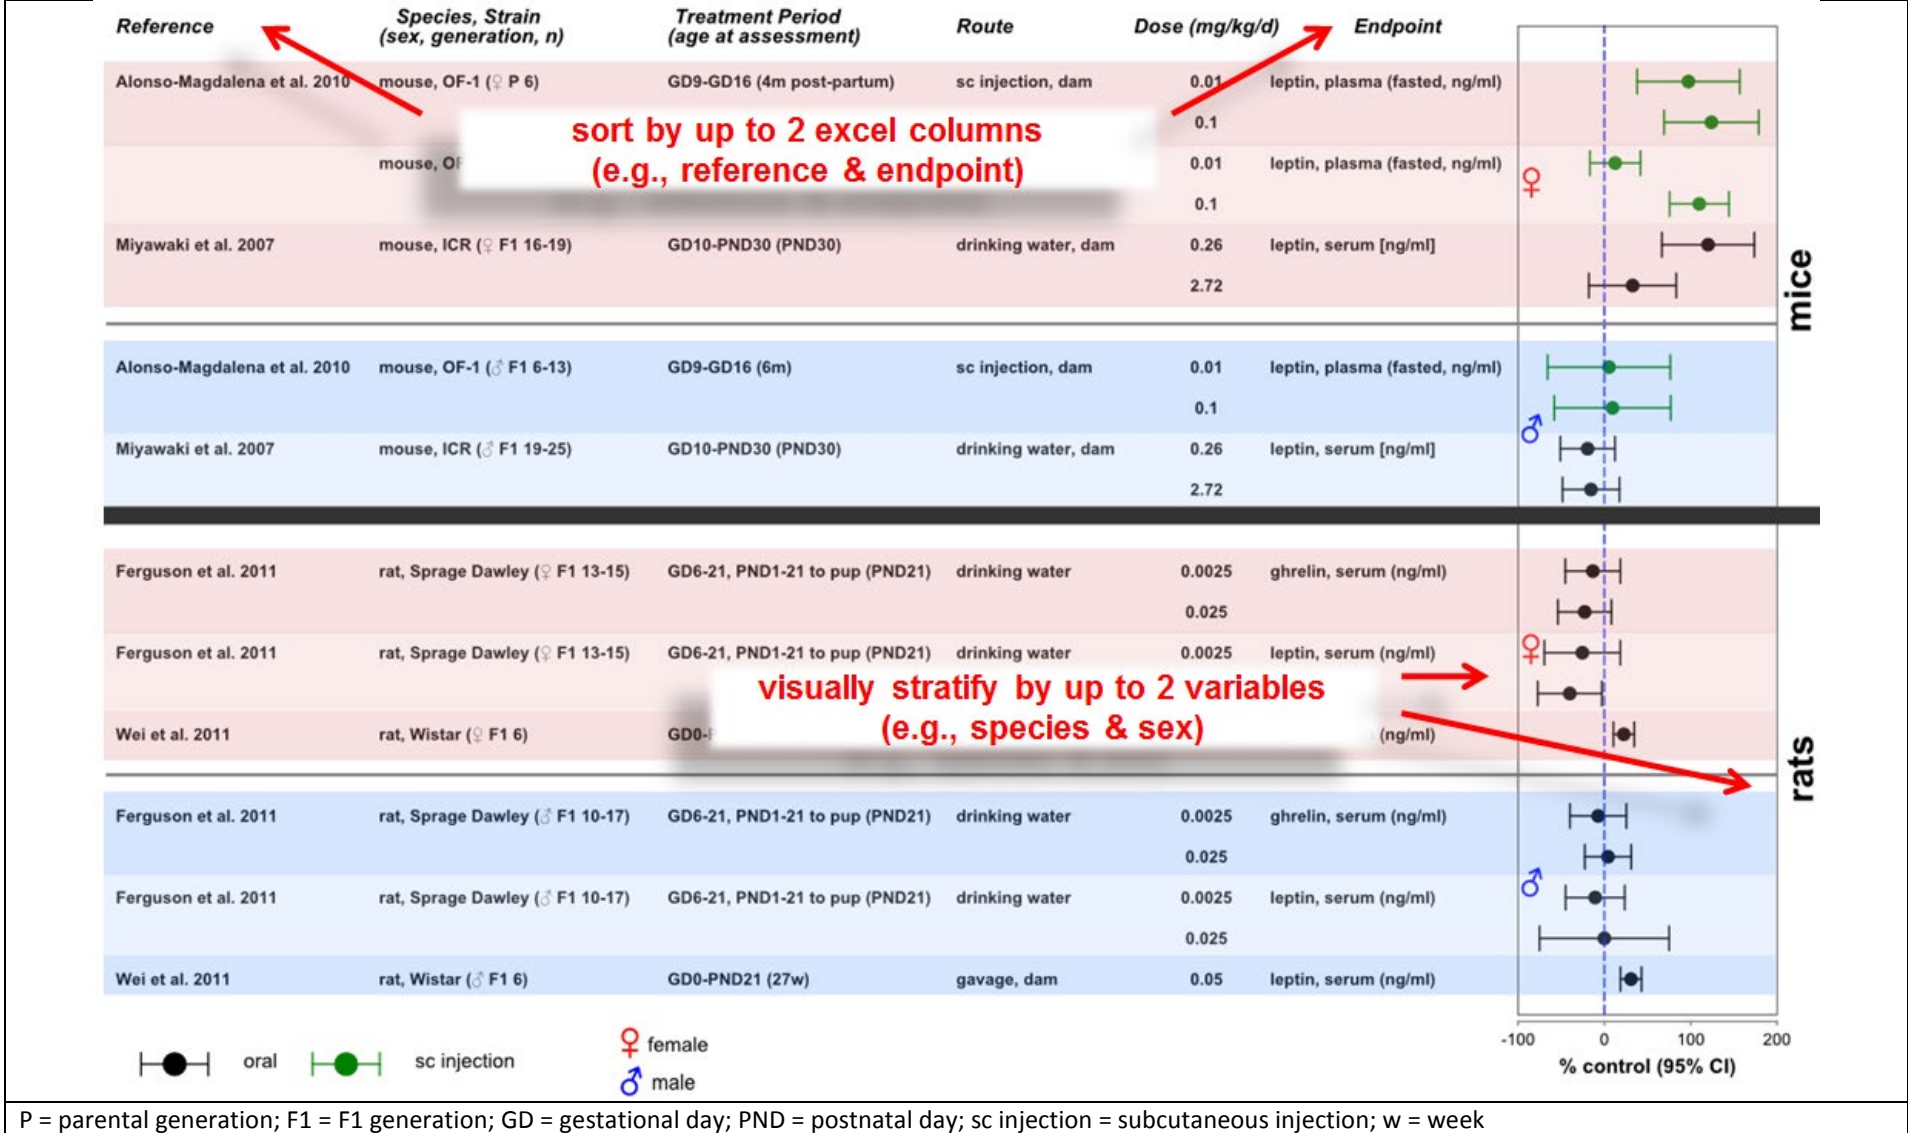 Reference Species, Strain (sex, generation, n) Treatment Period (age at assessment) Route Dose (mg/kg/d) Endpoint
Alonso-Magdalena et al. 2010 mouse, OF-1 (♀ P 6) GD9-GD16 (4m post-partum) sc injection, dam 0.01 leptin, plasma (fasted, ng/ml)
0.1
sort by up to 2 excel columns
(e.g., reference & endpoint)
mouse, OF 0.01 leptin, plasma (fasted, ng/ml)
♀
0.1
Miyawaki et al. 2007 mouse, ICR (♀ F1 16-19) GD10-PND30 (PND30) drinking water, dam 0.26 leptin, serum [ng/ml]
2.72
mice
Alonso-Magdalena et al. 2010 mouse, OF-1 (♂ F1 6-13) GD9-GD16 (6m) sc injection, dam 0.01 leptin, plasma (fasted, ng/ml)
0.1
♂
Miyawaki et al. 2007 mouse, ICR (♂ F1 19-25) GD10-PND30 (PND30) drinking water, dam 0.26 leptin, serum [ng/ml]
2.72
Ferguson et al. 2011 rat, Sprage Dawley (♀ F1 13-15) GD6-21, PND1-21 to pup (PND21) drinking water 0.0025 ghrelin, serum (ng/ml)
0.025
Ferguson et al. 2011 rat, Sprage Dawley (♀ F1 13-15) GD6-21, PND1-21 to pup (PND21) drinking water 0.0025 leptin, serum (ng/ml)
♀
visually stratify by up to 2 variables
(e.g., species & sex)
Wei et al. 2011 rat, Wistar (♀ F1 6) GD0- (ng/ml)
rats
Ferguson et al. 2011 rat, Sprage Dawley (♂ F1 10-17) GD6-21, PND1-21 to pup (PND21) drinking water 0.0025 ghrelin, serum (ng/ml)
0.025
♂
Ferguson et al. 2011 rat, Sprage Dawley (♂ F1 10-17) GD6-21, PND1-21 to pup (PND21) drinking water 0.0025 leptin, serum (ng/ml)
0.025
Wei et al. 2011 rat, Wistar (♂ F1 6) GD0-PND21 (27w) gavage, dam 0.05 leptin, serum (ng/ml)
-100 0 100 200
% control (95% CI)
oral sc injection ♀ female
♂ male
P = parental generation; F1 = F1 generation; GD = gestational day; PND = postnatal day; sc injection = subcutaneous injection; w = week